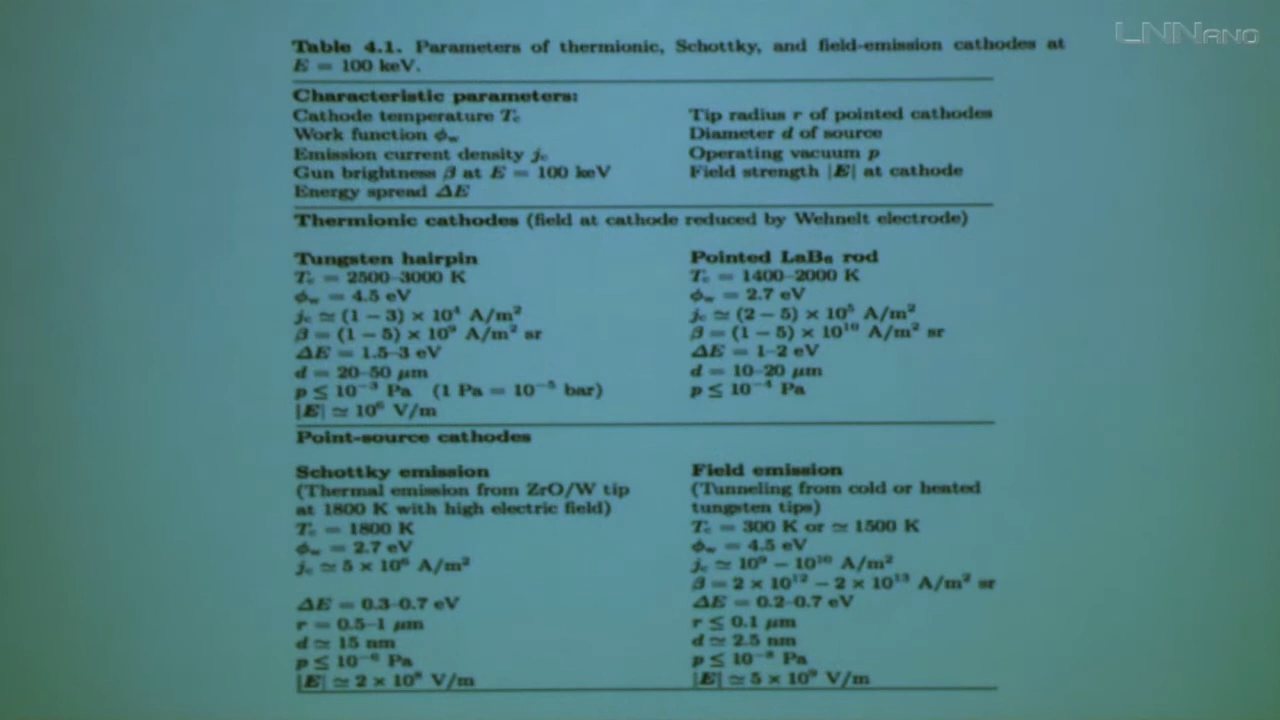 LNNANO
Table 4.1. Parameters of thermionic, Schottky, and field-emission cathodes at
E = 100 keV.
Characteristic parameters:
Cathode temperature Tc
Work function ϕw
Emission current density jc
Gun brightness β at E = 100 keV
Energy spread ΔE
Tip radius r of pointed cathodes
Diameter d of source
Operating vacuum p
Field strength |E| at cathode
Thermionic cathodes (field at cathode reduced by Wehnelt electrode)
Tungsten hairpin
Tc = 2500–3000 K
ϕw = 4.5 eV
jc ≃ (1 − 3) × 10⁴ A/m²
β = (1 − 5) × 10⁹ A/m² sr
ΔE = 1.5–3 eV
d = 20–50 μm
p ≤ 10⁻³ Pa (1 Pa = 10⁻⁵ bar)
|E| ≃ 10⁶ V/m
Pointed LaB₆ rod
Tc = 1400–2000 K
ϕw = 2.7 eV
jc ≃ (2 − 5) × 10⁵ A/m²
β = (1 − 5) × 10¹⁰ A/m² sr
ΔE = 1–2 eV
d = 10–20 μm
p ≤ 10⁻⁴ Pa
Point-source cathodes
Schottky emission
(Thermal emission from ZrO/W tip
at 1800 K with high electric field)
Tc = 1800 K
ϕw = 2.7 eV
jc ≃ 5 × 10⁶ A/m²
ΔE = 0.3–0.7 eV
r = 0.5–1 μm
d ≃ 15 nm
p ≤ 10⁻⁶ Pa
|E| ≃ 2 × 10⁸ V/m
Field emission
(Tunneling from cold or heated
tungsten tips)
Tc = 300 K or ≃ 1500 K
ϕw = 4.5 eV
jc ≃ 10⁹ − 10¹⁰ A/m²
β = 2 × 10¹² − 2 × 10¹³ A/m² sr
ΔE = 0.2–0.7 eV
r ≤ 0.1 μm
d ≃ 2.5 nm
p ≤ 10⁻⁸ Pa
|E| ≃ 5 × 10⁹ V/m